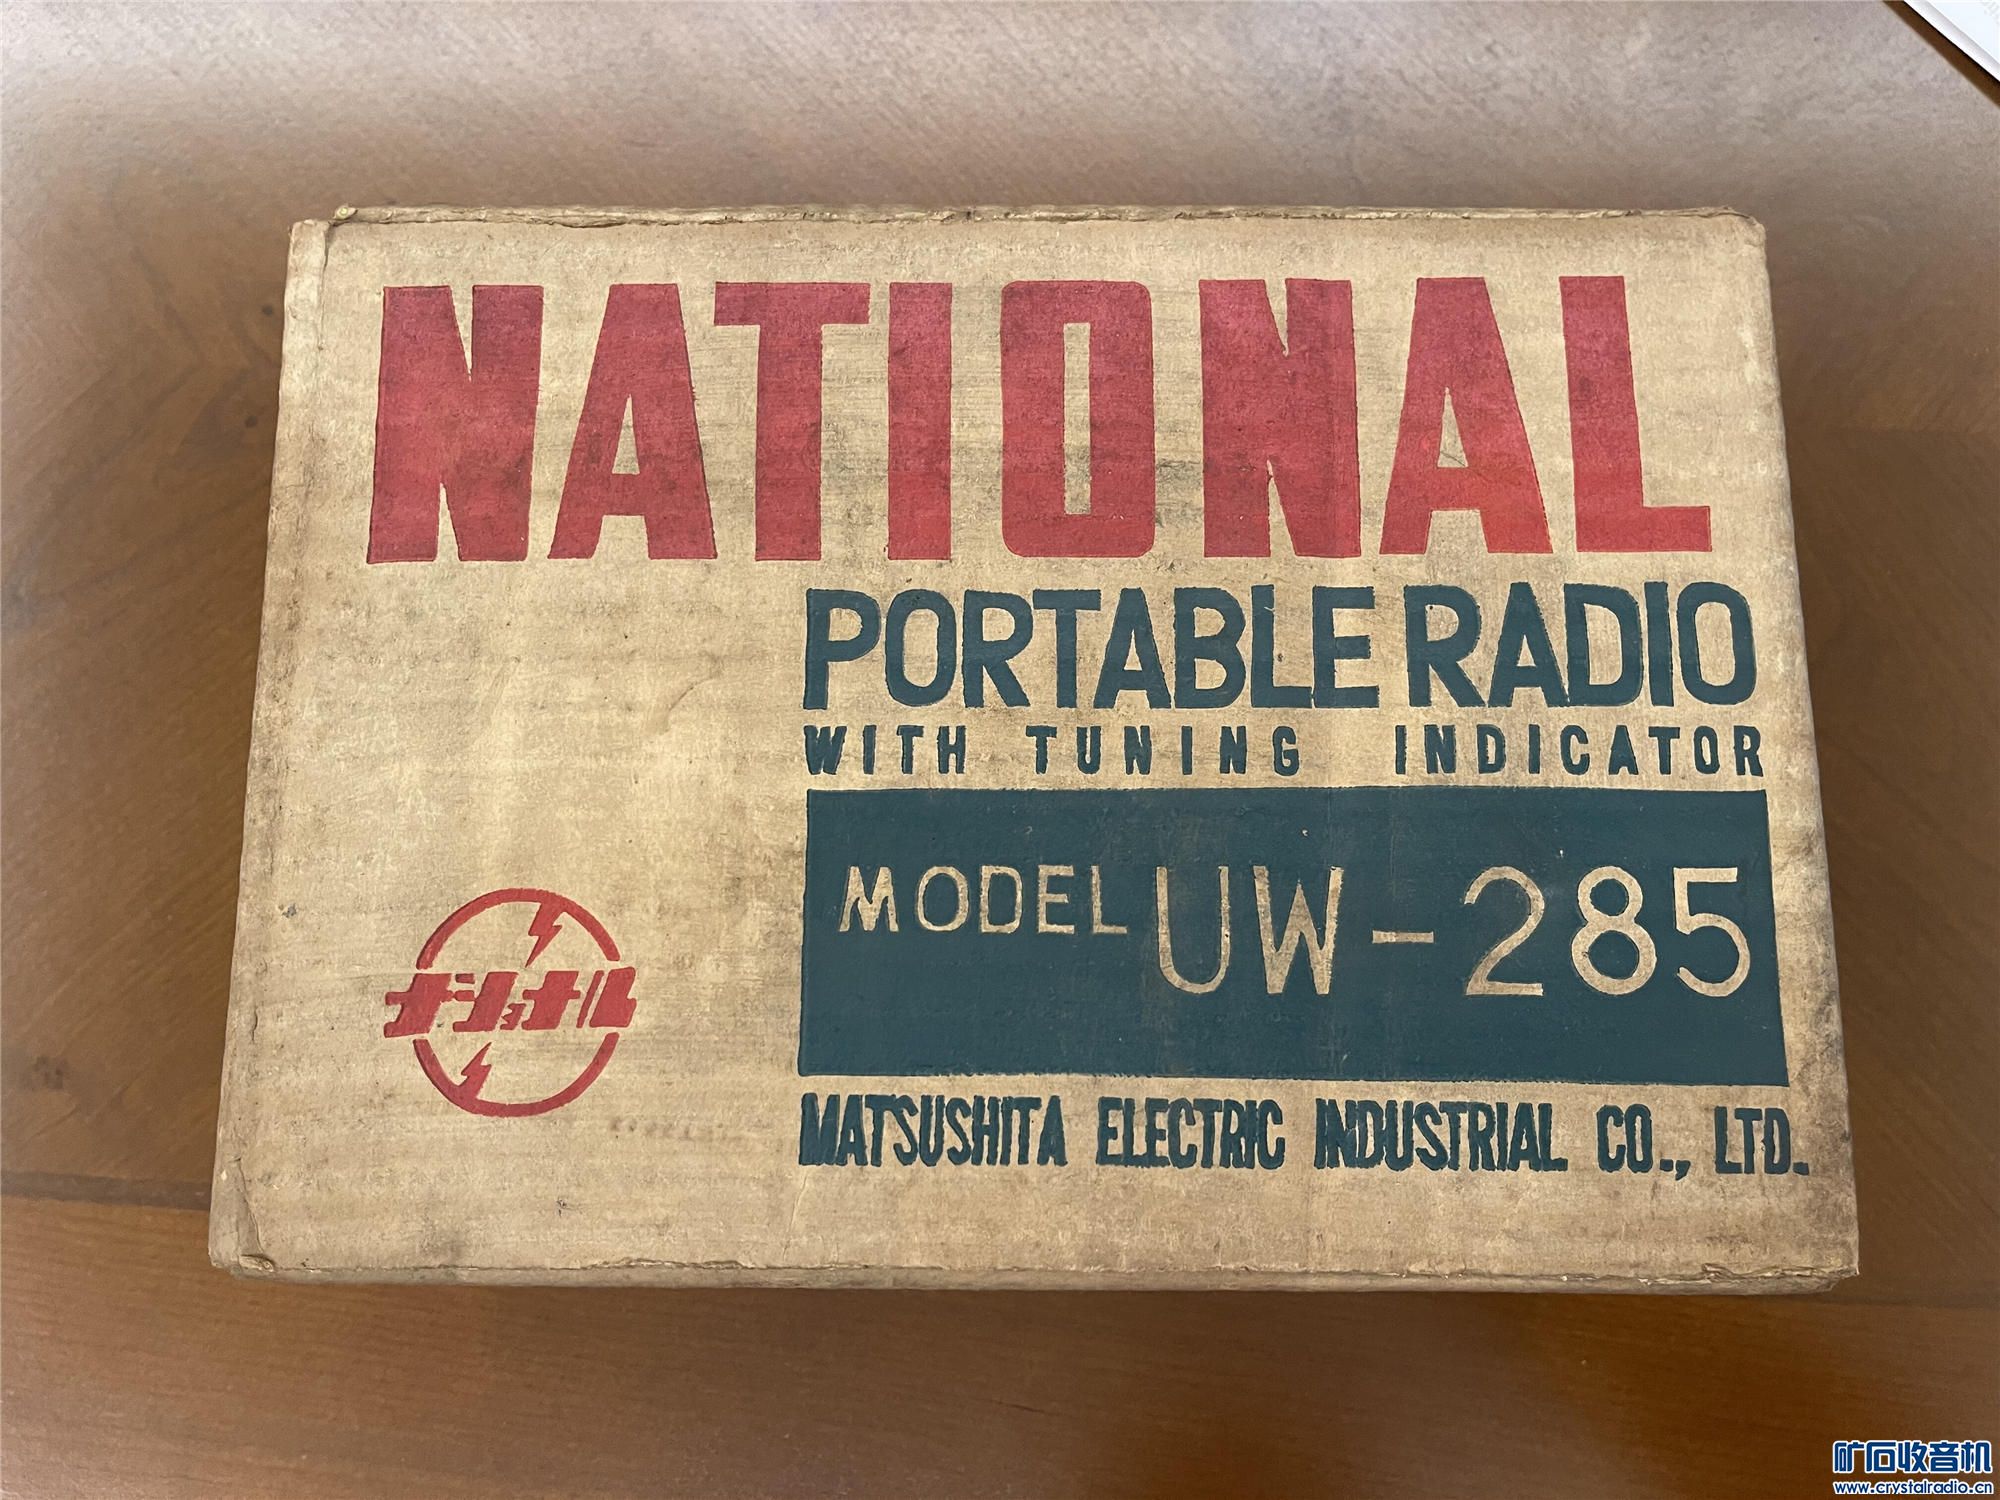 NATIONAL
PORTABLE RADIO
WITH TUNING INDICATOR
MODEL UW-285
ナショナル
MATSUSHITA ELECTRIC INDUSTRIAL CO., LTD.
矿石收音机
www.crystalradio.cn